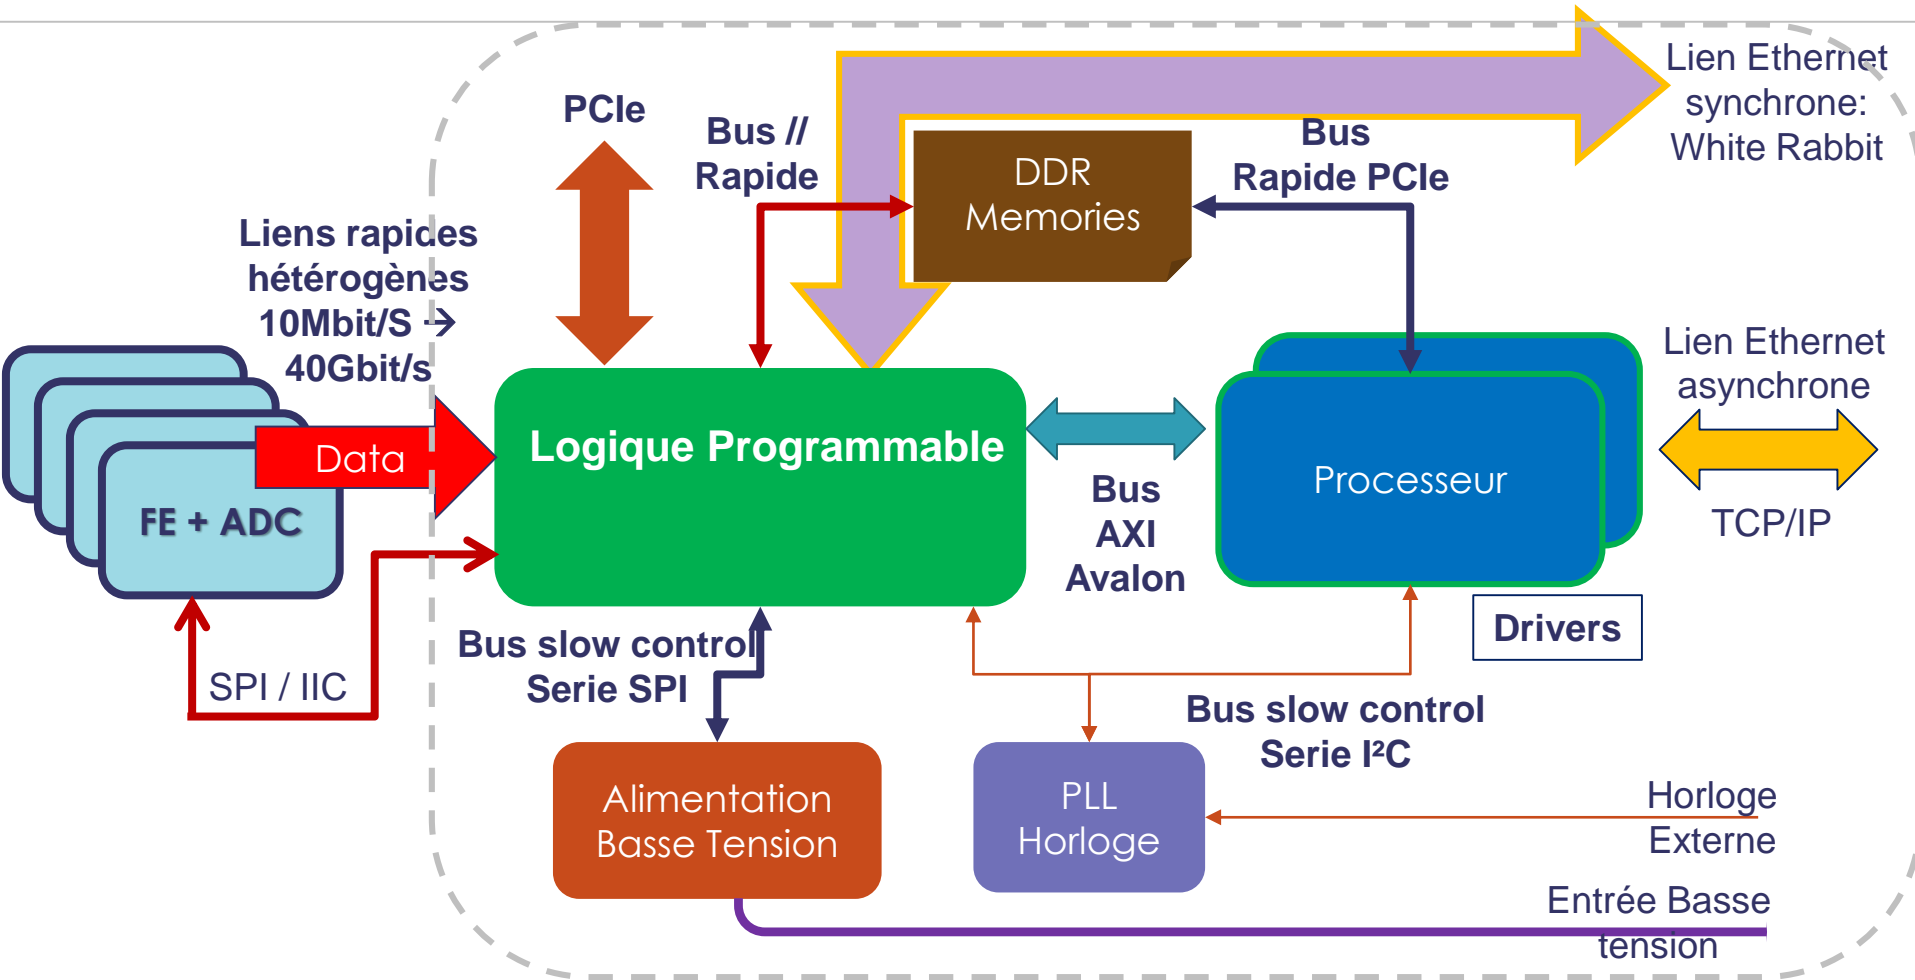 PCIe
Bus //
Rapide
DDR
Memories
Bus
Rapide PCIe
Lien Ethernet
synchrone:
White Rabbit
Liens rapides
hétérogènes
10Mbit/S →
40Gbit/s
Data
FE + ADC
SPI / IIC
Logique Programmable
Bus
AXI
Avalon
Processeur
Lien Ethernet
asynchrone
TCP/IP
Drivers
Bus slow control
Serie SPI
Bus slow control
Serie I²C
Alimentation
Basse Tension
PLL
Horloge
Horloge
Externe
Entrée Basse
tension